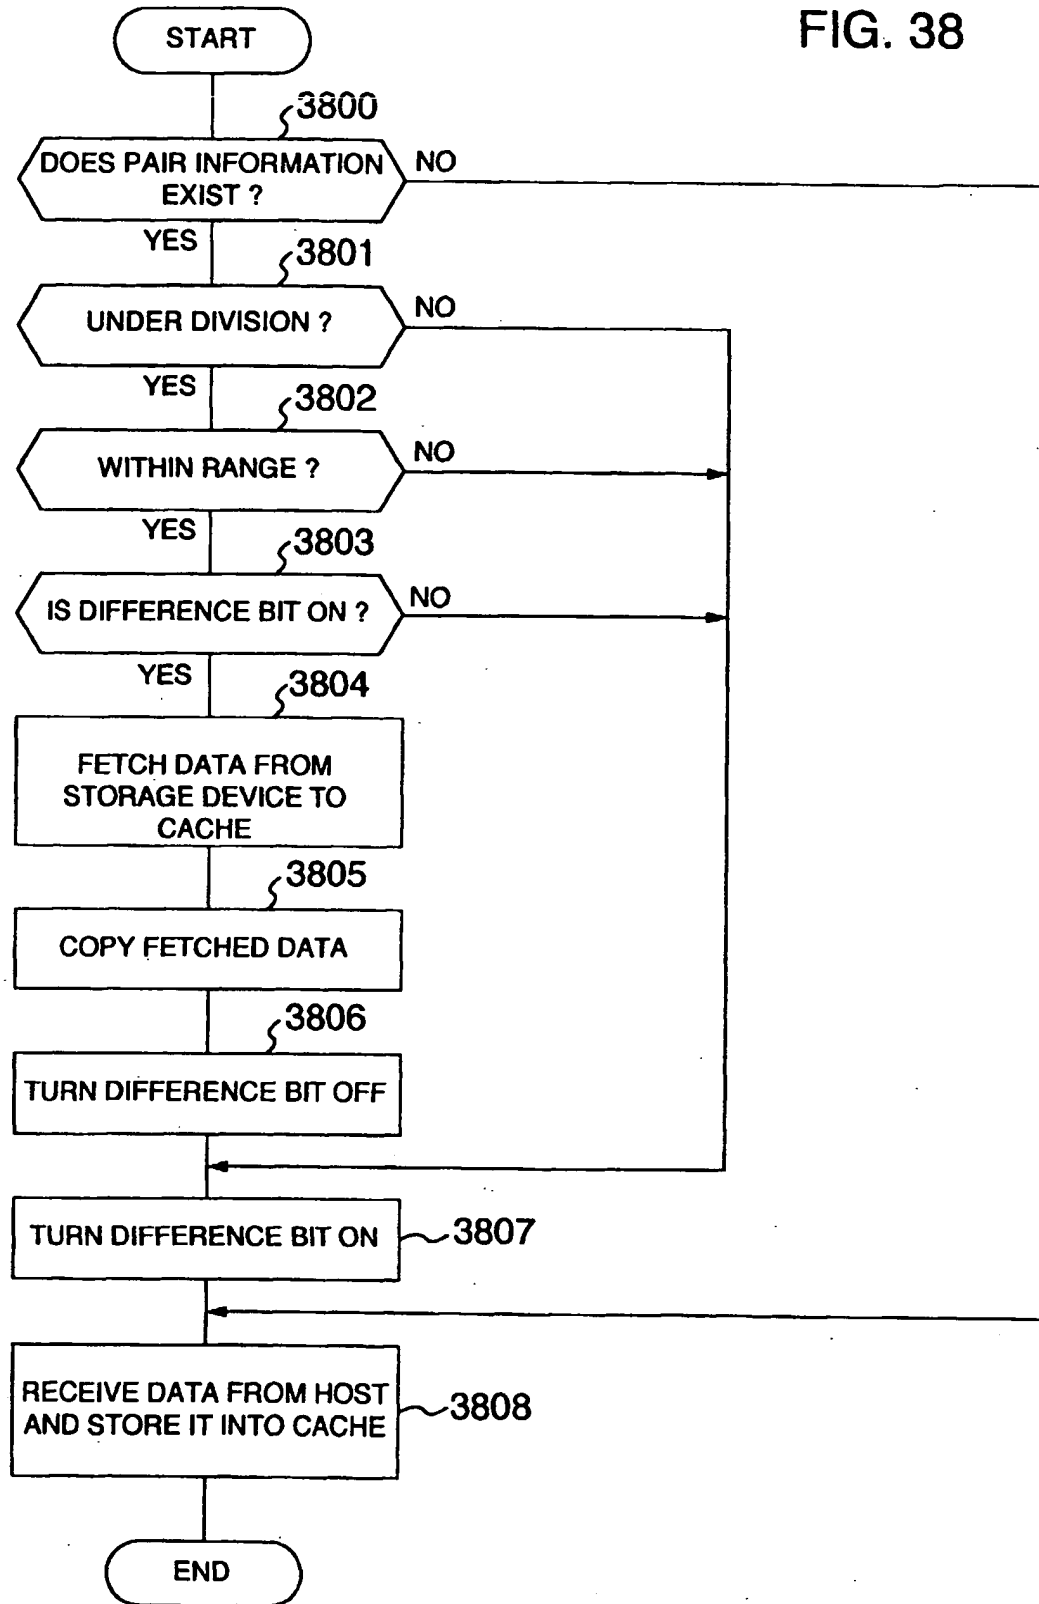 FIG. 38
START
3800
DOES PAIR INFORMATION
EXIST ?
NO
YES
3801
UNDER DIVISION ?
NO
YES
3802
WITHIN RANGE ?
NO
YES
3803
IS DIFFERENCE BIT ON ?
NO
YES
3804
FETCH DATA FROM
STORAGE DEVICE TO
CACHE
3805
COPY FETCHED DATA
3806
TURN DIFFERENCE BIT OFF
TURN DIFFERENCE BIT ON
3807
RECEIVE DATA FROM HOST
AND STORE IT INTO CACHE
3808
END